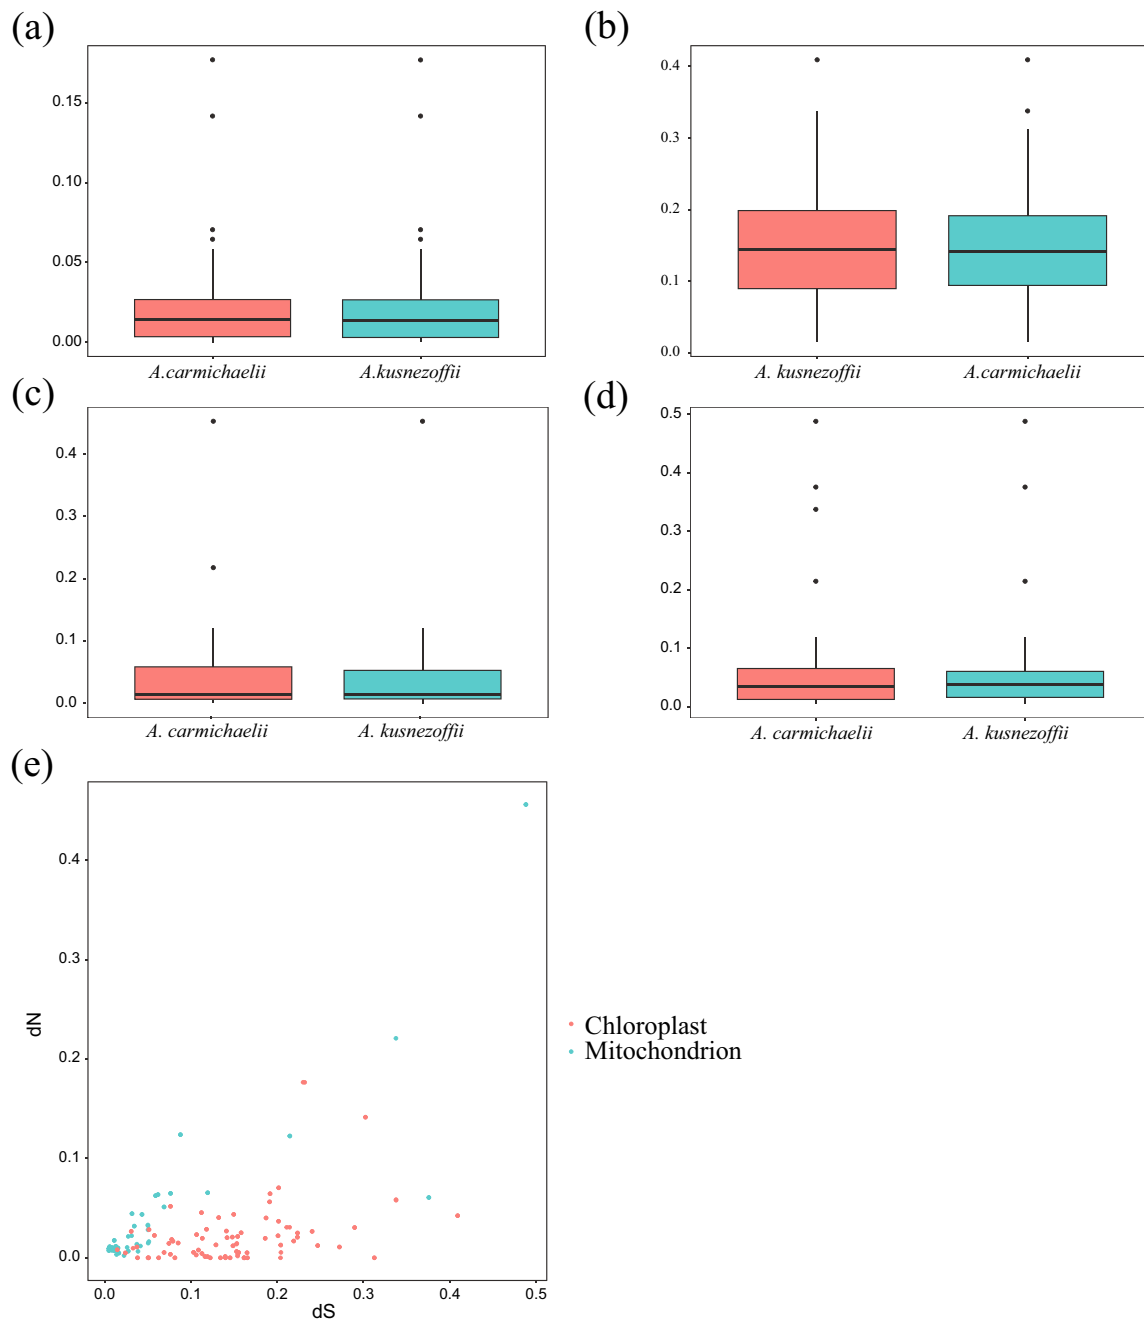 (a)
0.15
0.10
0.05
0.00
A.carmichaelii A.kusnezoffii
(b)
0.4
0.3
0.2
0.1
0.0
A. kusnezoffii A.carmichaelii
(c)
0.4
0.3
0.2
0.1
0.0
A. carmichaelii A. kusnezoffii
(d)
0.5
0.4
0.3
0.2
0.1
0.0
A. carmichaelii A. kusnezoffii
(e)
dN
0.4
0.3
0.2
0.1
0.0
0.0 0.1 0.2 0.3 0.4 0.5
dS
Chloroplast
Mitochondrion